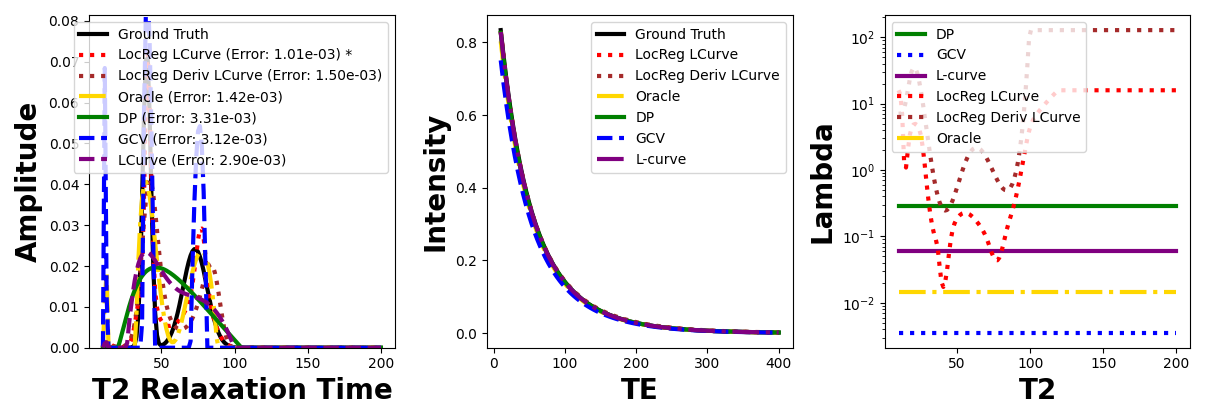 0.08
0.07
0.06
0.05
0.04
0.03
0.02
0.01
0.00
Amplitude
Ground Truth
LocReg LCurve (Error: 1.01e-03) *
LocReg Deriv LCurve (Error: 1.50e-03)
Oracle (Error: 1.42e-03)
DP (Error: 3.31e-03)
GCV (Error: 3.12e-03)
LCurve (Error: 2.90e-03)
50 100 150 200
T2 Relaxation Time
0.8
0.6
0.4
0.2
0.0
Intensity
Ground Truth
LocReg LCurve
LocReg Deriv LCurve
Oracle
DP
GCV
L-curve
0 100 200 300 400
TE
10²
10¹
10⁰
10⁻¹
10⁻²
Lambda
DP
GCV
L-curve
LocReg LCurve
LocReg Deriv LCurve
Oracle
50 100 150 200
T2